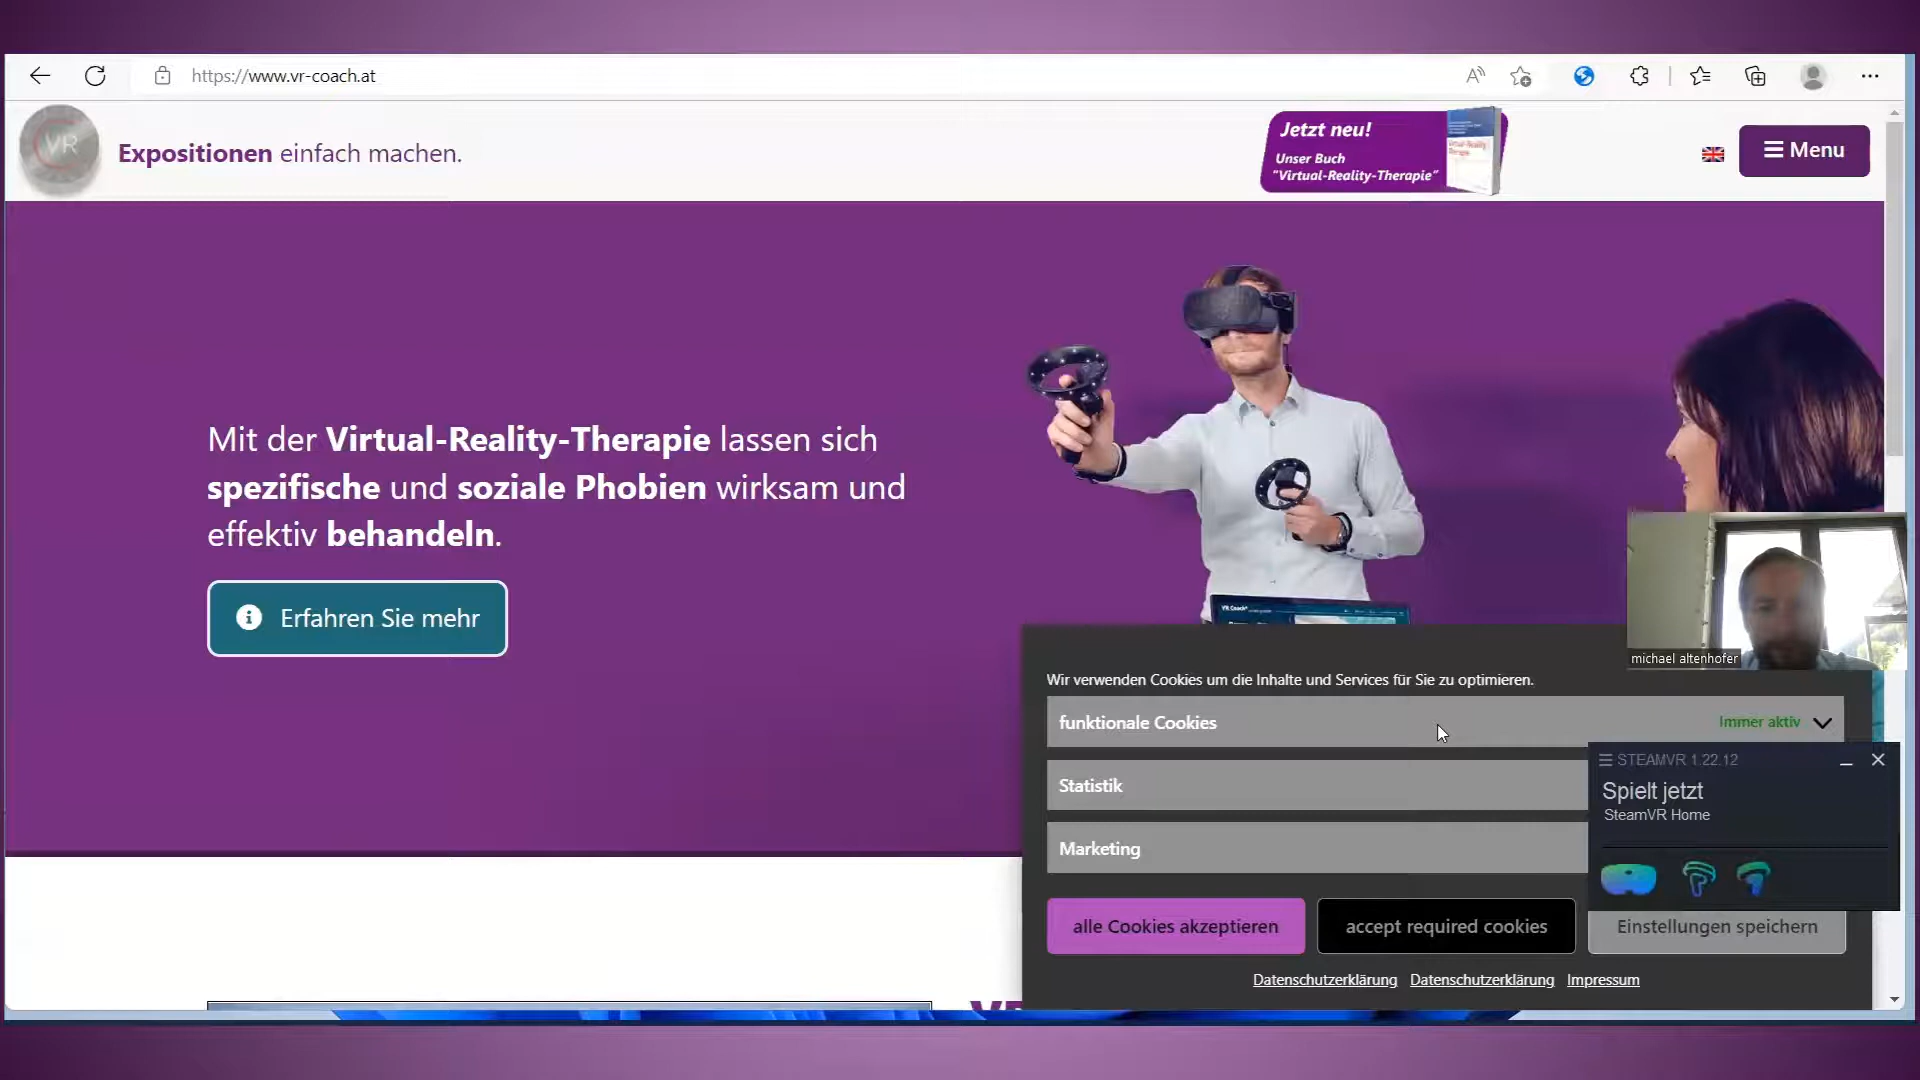 https://www.vr-coach.at
VR
Expositionen einfach machen.
Jetzt neu!
Unser Buch
"Virtual-Reality-Therapie"
Menu
Mit der Virtual-Reality-Therapie lassen sich
spezifische und soziale Phobien wirksam und
effektiv behandeln.
Erfahren Sie mehr
VR Coach
michael altenhofer
Wir verwenden Cookies um die Inhalte und Services für Sie zu optimieren.
funktionale Cookies
Immer aktiv
Statistik
Marketing
STEAMVR 1.22.12
Spielt jetzt
SteamVR Home
alle Cookies akzeptieren
accept required cookies
Einstellungen speichern
Datenschutzerklärung Datenschutzerklärung Impressum